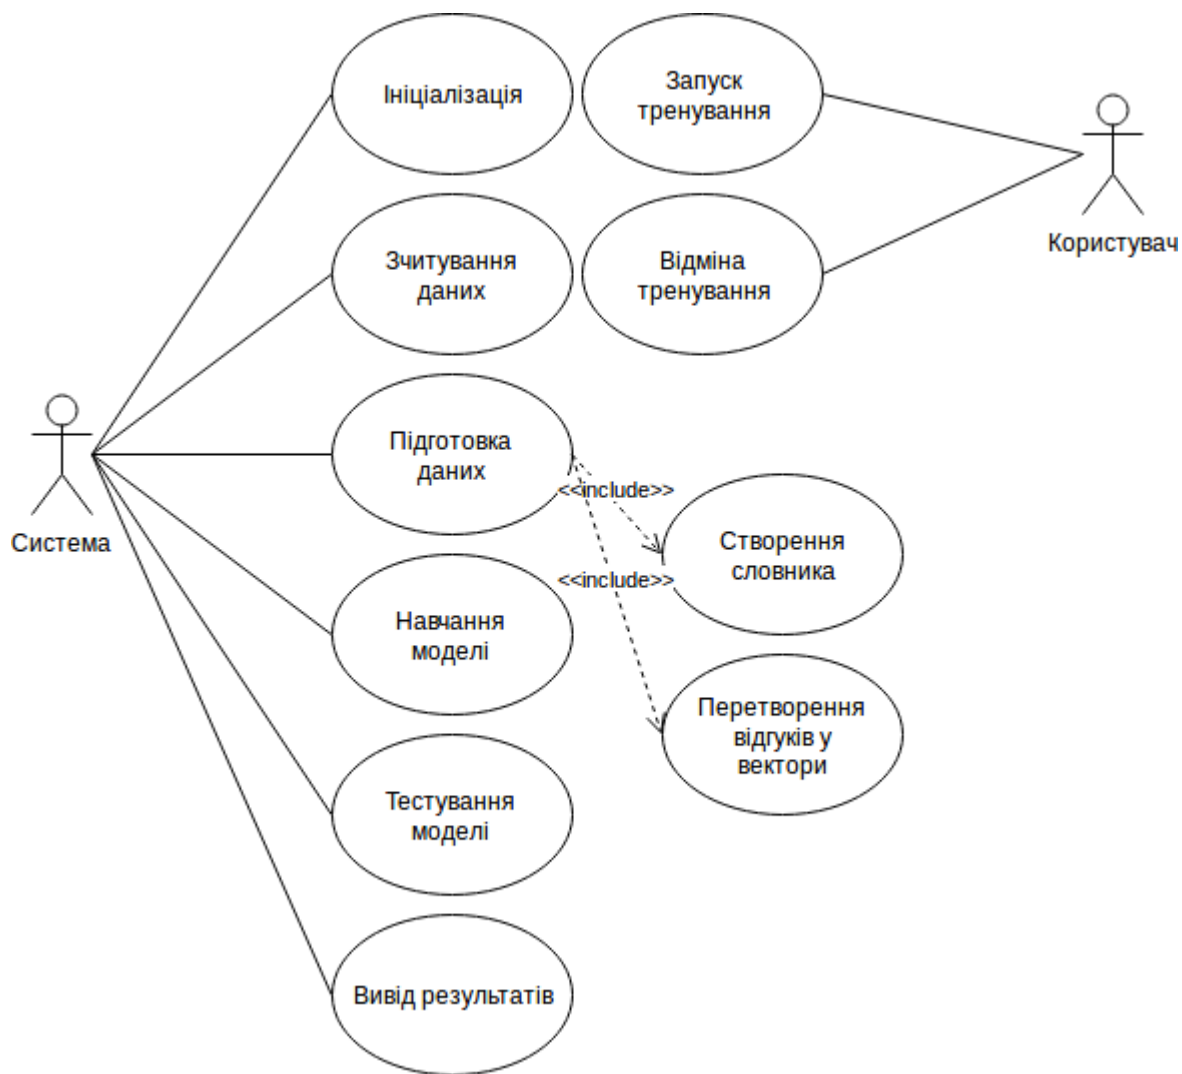 Ініціалізація
Запуск
тренування
Користувач
Зчитування
даних
Відміна
тренування
Система
Підготовка
даних
<<include>>
<<include>>
Створення
словника
Навчання
моделі
Перетворення
відгуків у
вектори
Тестування
моделі
Вивід результатів